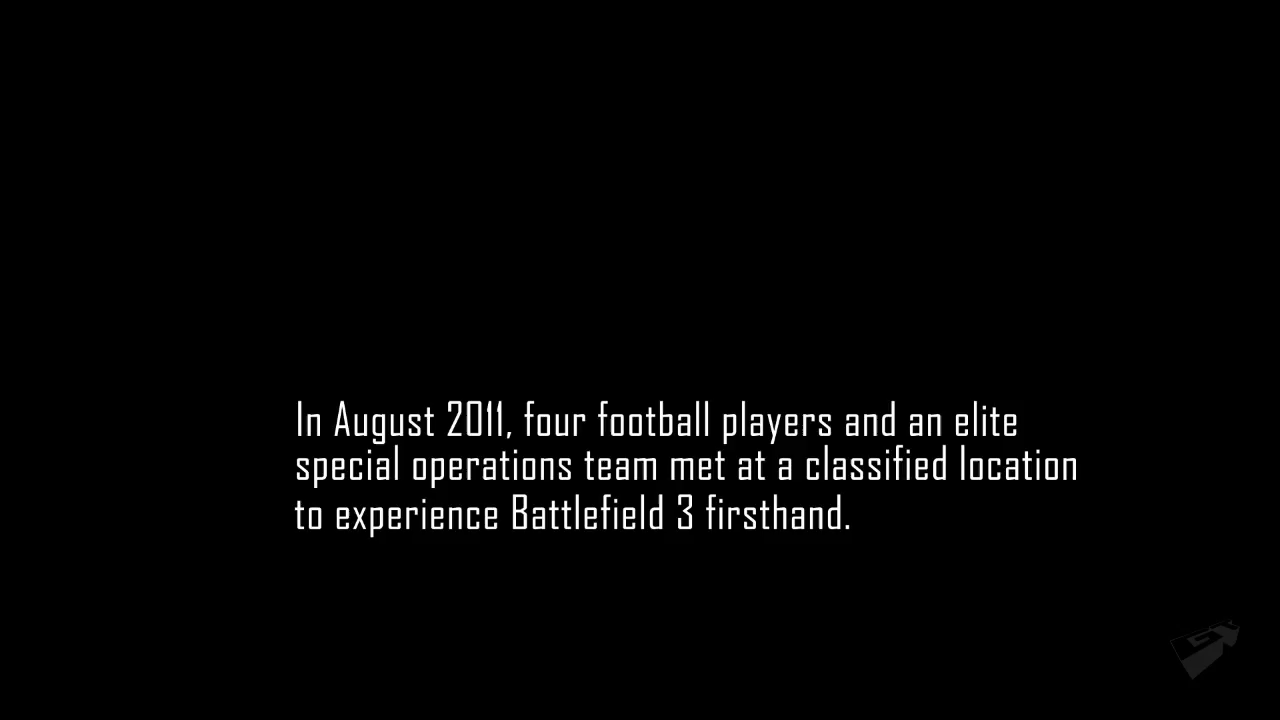 In August 2011, four football players and an elite
special operations team met at a classified location
to experience Battlefield 3 firsthand.